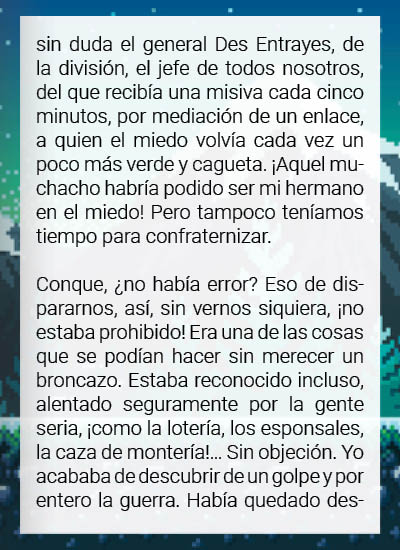 sin duda el general Des Entrayes, de
la división, el jefe de todos nosotros,
del que recibía una misiva cada cinco
minutos, por mediación de un enlace,
a quien el miedo volvía cada vez un
poco más verde y cagueta. ¡Aquel mu-
chacho habría podido ser mi hermano
en el miedo! Pero tampoco teníamos
tiempo para confraternizar.

Conque, ¿no había error? Eso de dis-
pararnos, así, sin vernos siquiera, ¡no
estaba prohibido! Era una de las cosas
que se podían hacer sin merecer un
broncazo. Estaba reconocido incluso,
alentado seguramente por la gente
seria, ¡como la lotería, los esponsales,
la caza de montería!... Sin objeción. Yo
acababa de descubrir de un golpe y por
entero la guerra. Había quedado des-